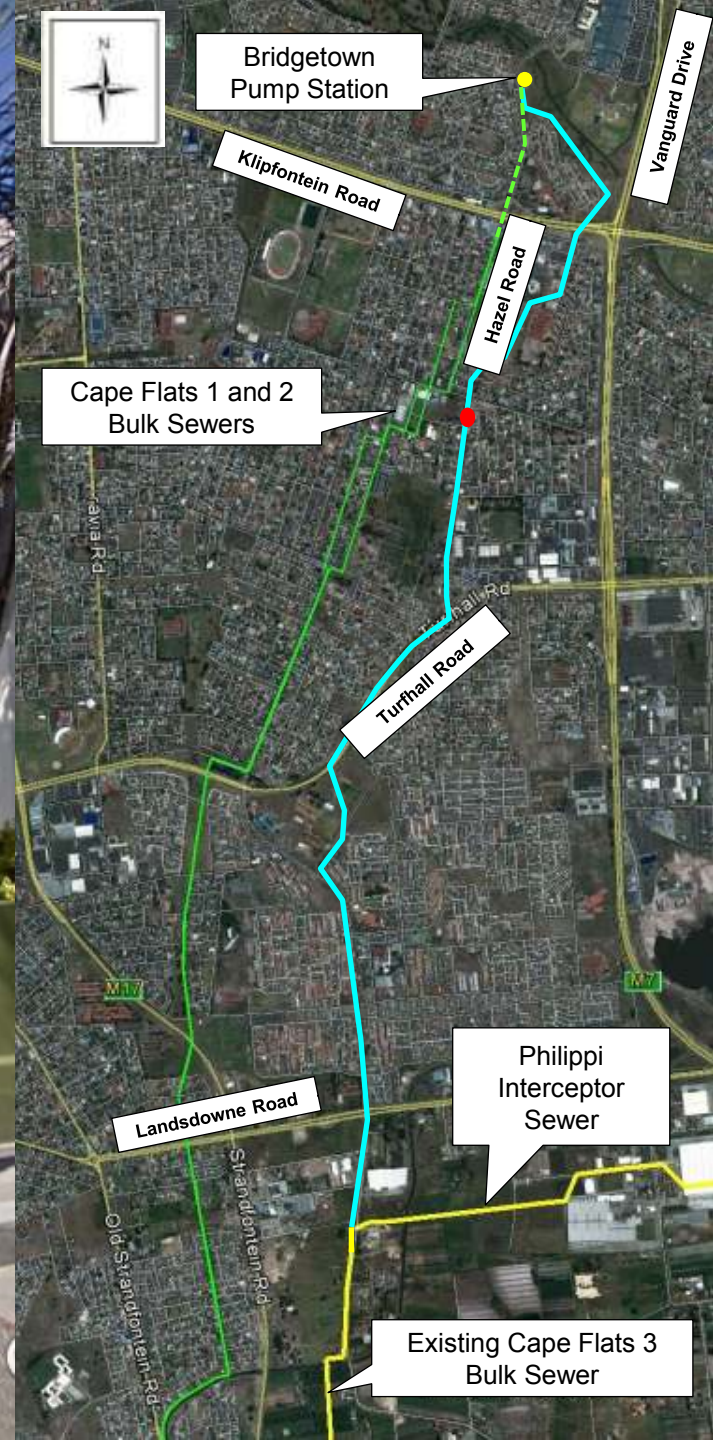 N
Bridgetown
Pump Station
Vanguard Drive
Klipfontein Road
Hazel Road
Cape Flats 1 and 2
Bulk Sewers
ravia Rd
Turfhall Road
M17
M7
Philippi
Interceptor
Sewer
Landsdowne Road
Strandfontein Rd
Old Strandfontein Rd
Existing Cape Flats 3
Bulk Sewer